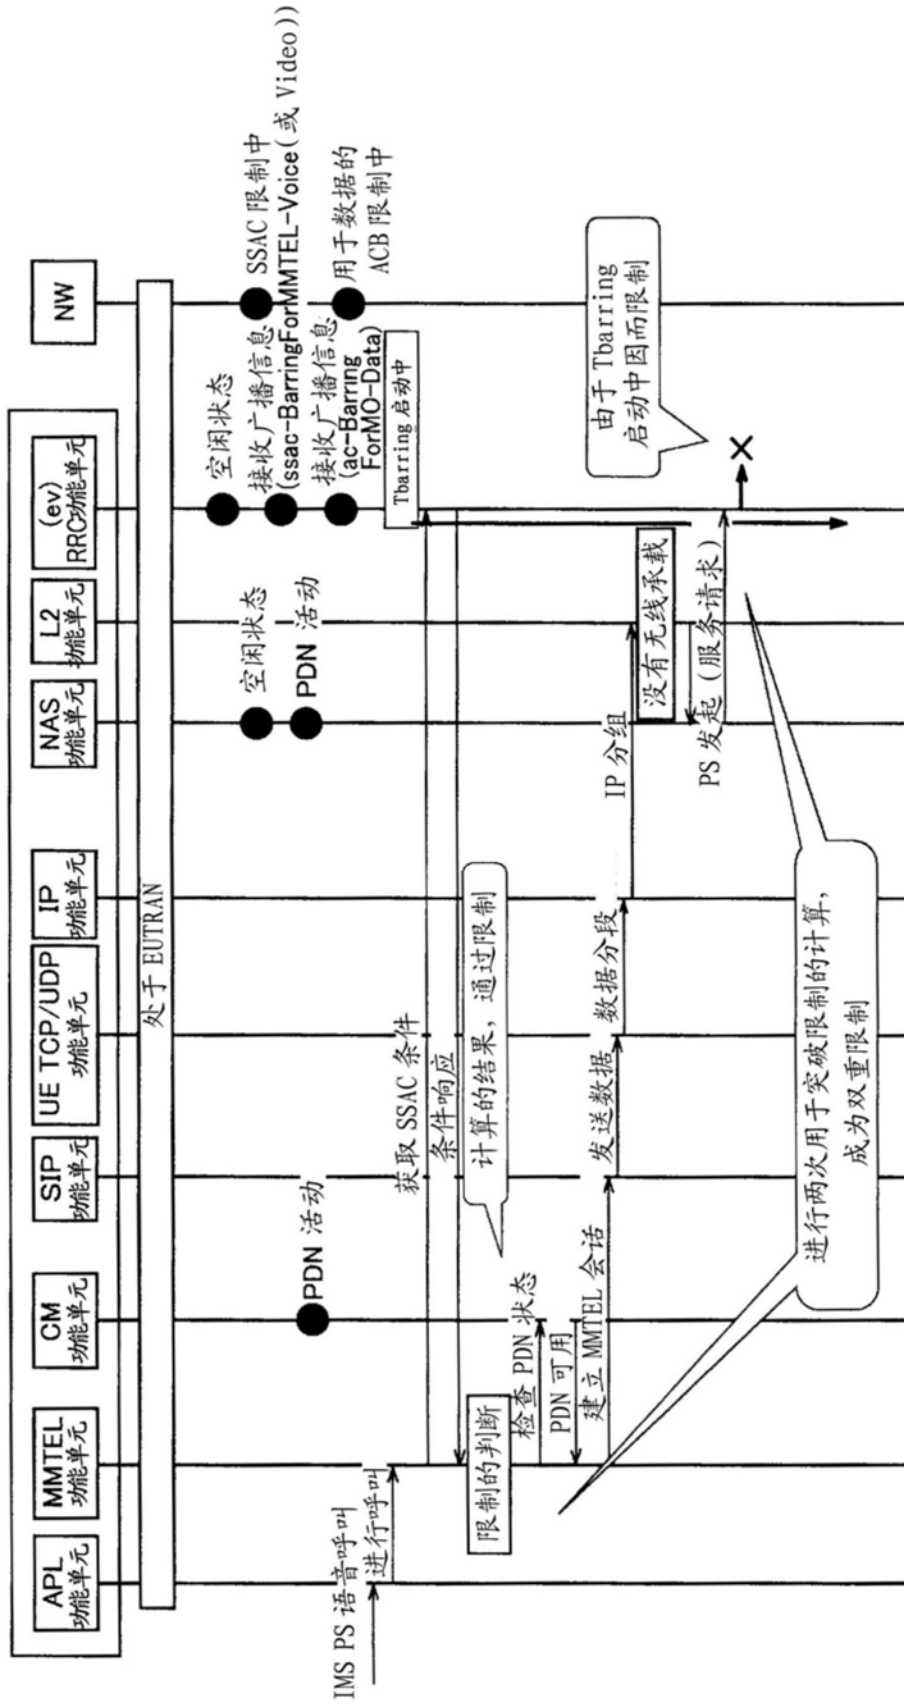 APL
功能单元
MMTEL
功能单元
CM
功能单元
SIP
功能单元
UE TCP/UDP
功能单元
IP
功能单元
NAS
功能单元
L2
功能单元
(ev)
RRC功能单元
NW
处于 EUTRAN
空闲状态
SSAC 限制中
空闲状态
接收广播信息
(ssac-BarringForMMTEL-Voice(或 Video))
PDN 活动
PDN 活动
接收广播信息
(ac-Barring
ForMO-Data)
用于数据的
ACB 限制中
Tbarring 启动中
IMS PS 语音呼叫
进行呼叫
获取 SSAC 条件
条件响应
限制的判断
计算的结果，通过限制
检查 PDN 状态
PDN 可用
建立 MMTEL 会话
发送数据
数据分段
IP 分组
没有无线承载
PS 发起（服务请求）
由于 Tbarring
启动中因而限制
进行两次用于突破限制的计算，
成为双重限制